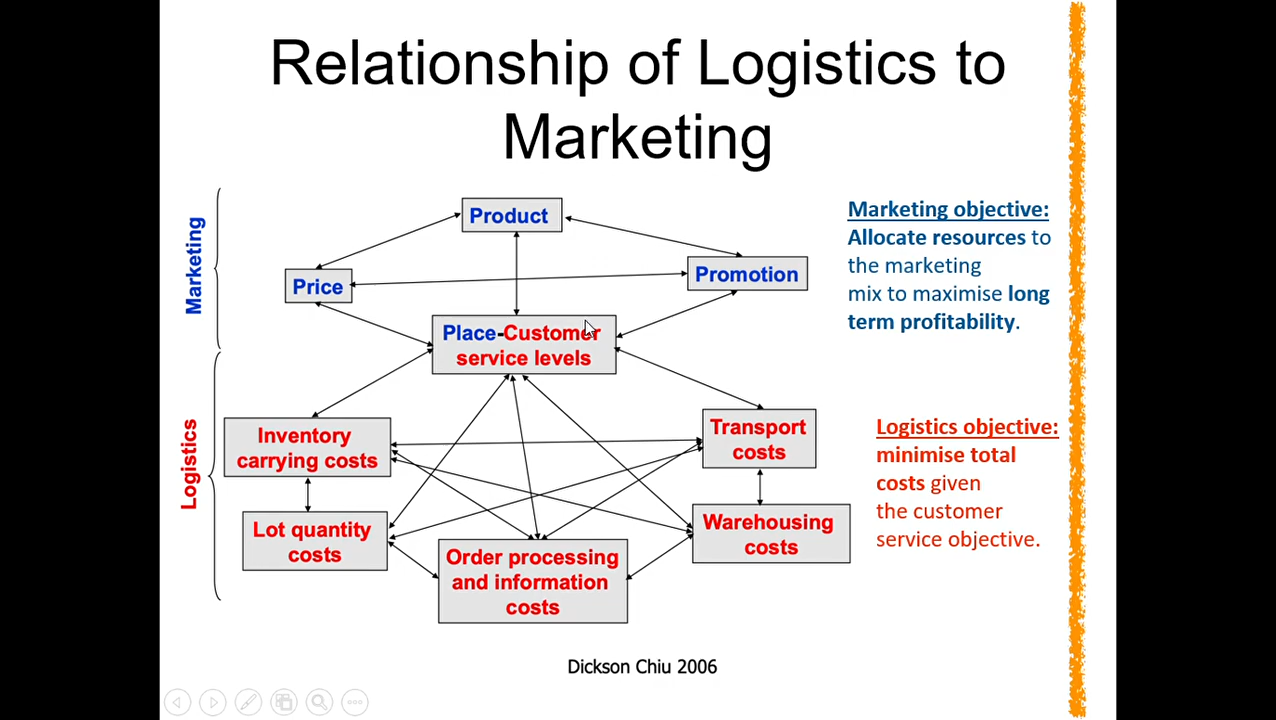 Relationship of Logistics to
Marketing
Marketing
Product
Price
Promotion
Place-Customer
service levels
Marketing objective:
Allocate resources to
the marketing
mix to maximise long
term profitability.
Logistics
Inventory
carrying costs
Transport
costs
Lot quantity
costs
Order processing
and information
costs
Warehousing
costs
Logistics objective:
minimise total
costs given
the customer
service objective.
Dickson Chiu 2006